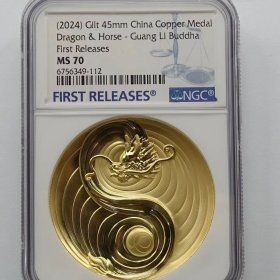 (2024) Gilt 45mm China Copper Medal
Dragon & Horse - Guang Li Buddha
First Releases
MS 70
6756349-112
FIRST RELEASES®
NGC®